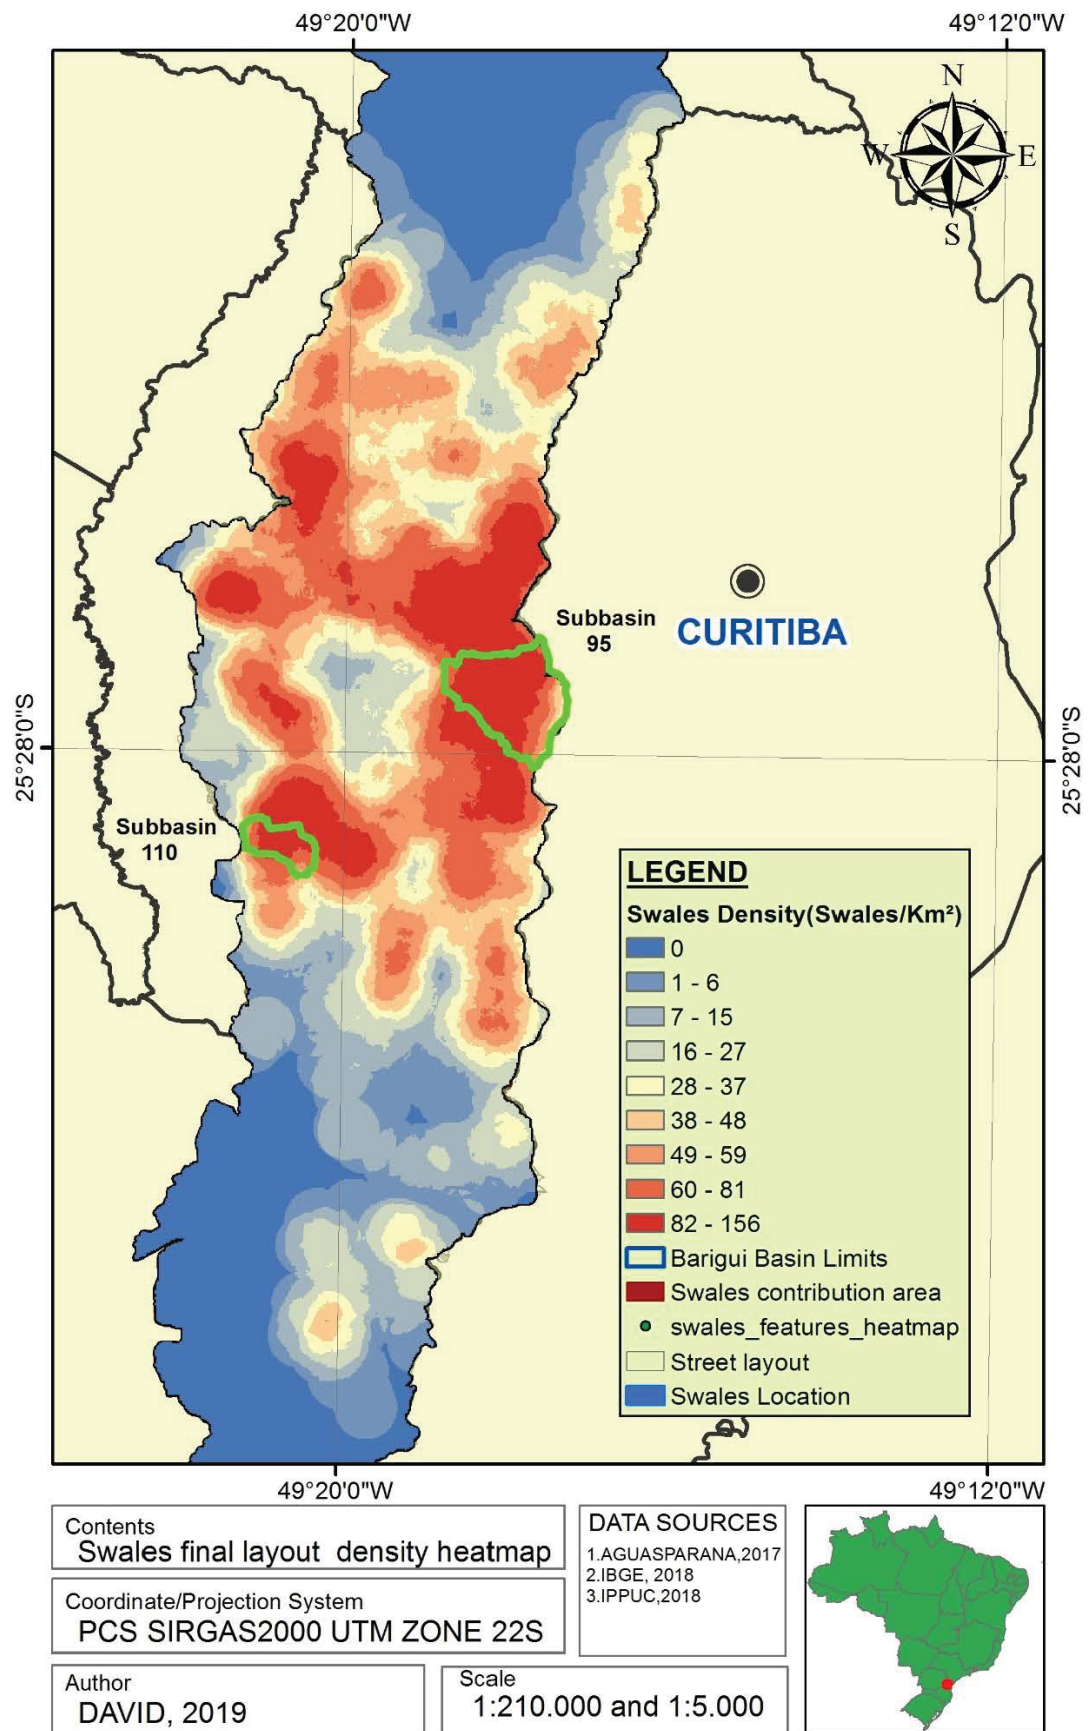 49°20'0"W
49°12'0"W
N
W
E
S
Subbasin
95
CURITIBA
25°28'0"S
25°28'0"S
Subbasin
110
LEGEND
Swales Density(Swales/Km²)
0
1 - 6
7 - 15
16 - 27
28 - 37
38 - 48
49 - 59
60 - 81
82 - 156
Barigui Basin Limits
Swales contribution area
swales_features_heatmap
Street layout
Swales Location
49°20'0"W
49°12'0"W
Contents
Swales final layout density heatmap
Coordinate/Projection System
PCS SIRGAS2000 UTM ZONE 22S
Author
DAVID, 2019
DATA SOURCES
1.AGUASPARANA,2017
2.IBGE, 2018
3.IPPUC,2018
Scale
1:210.000 and 1:5.000